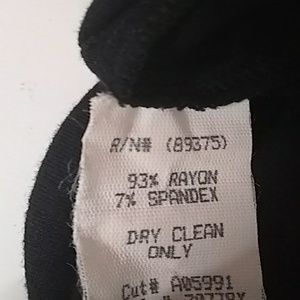 R/N# (89375)
93% RAYON
7% SPANDEX
DRY CLEAN
ONLY
Cut# A05991